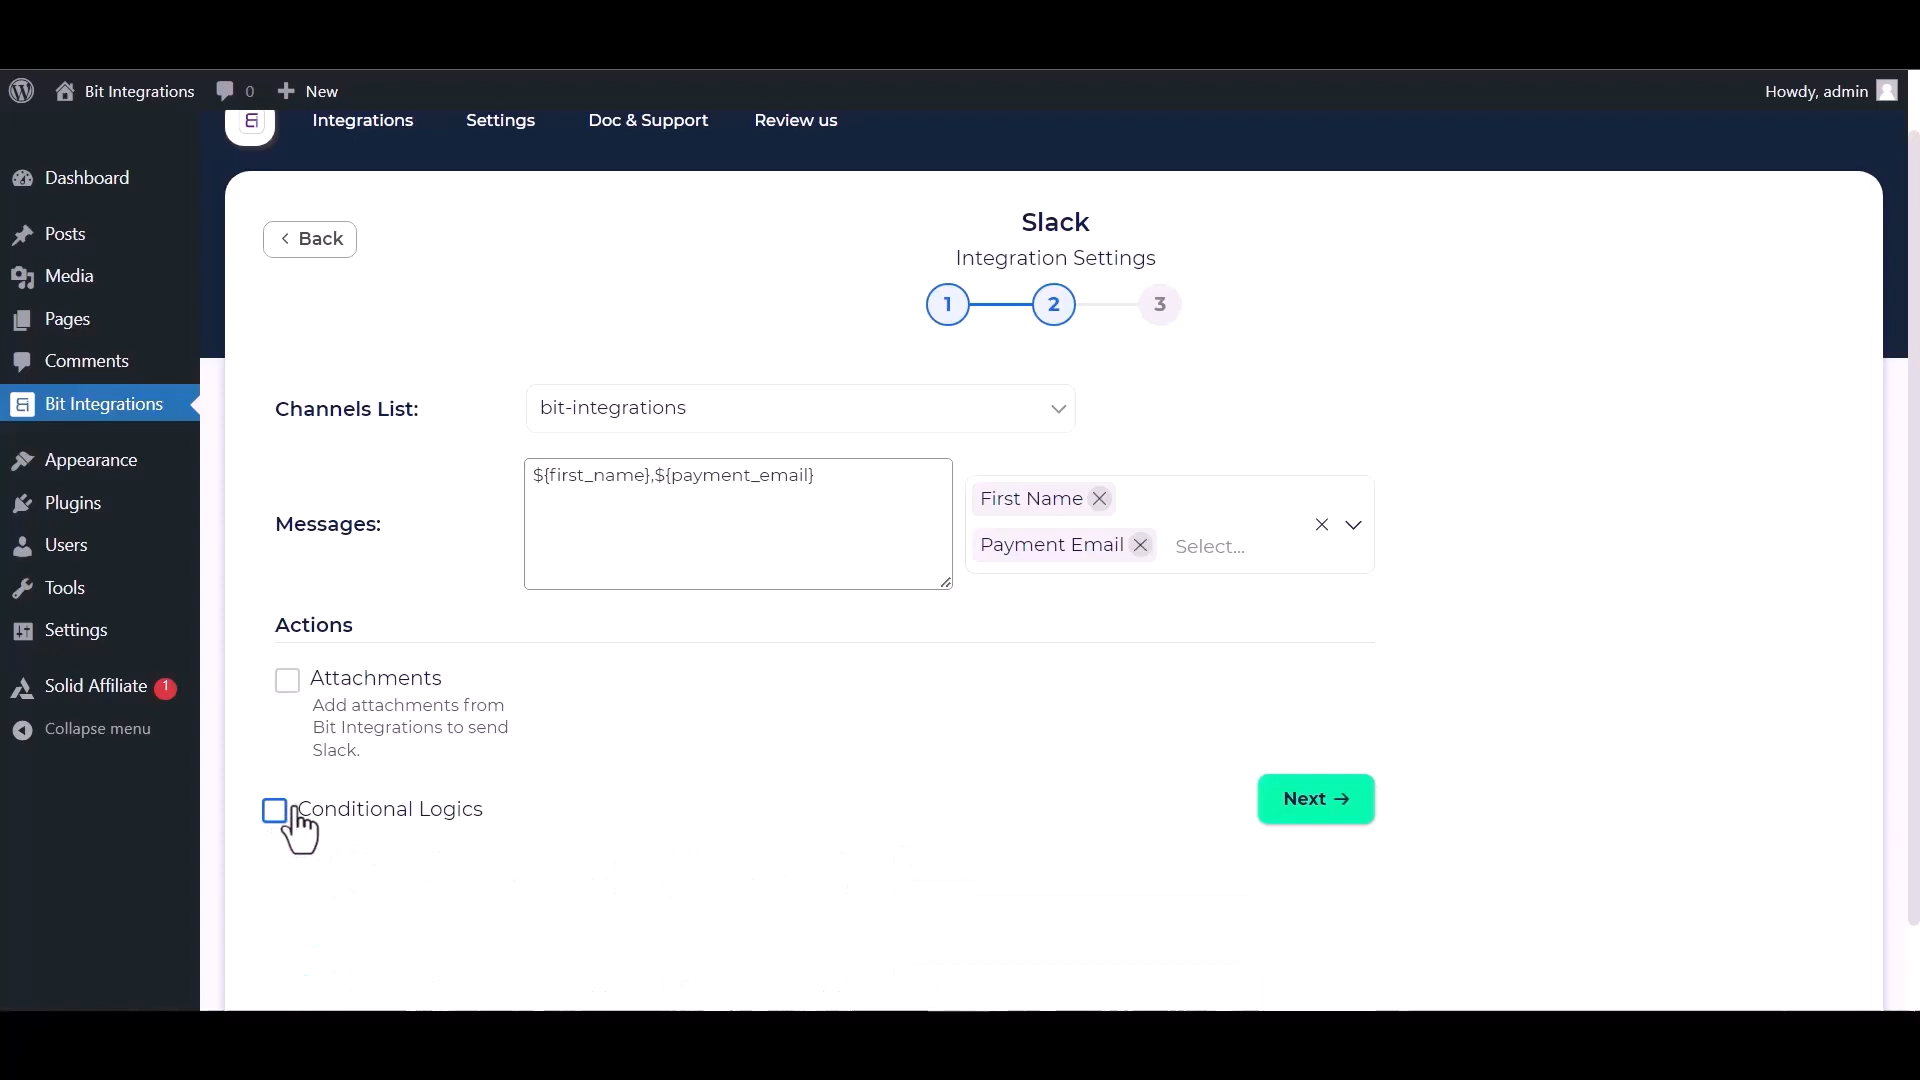 Bit Integrations
0
New
Howdy, admin
Integrations
Settings
Doc & Support
Review us
Dashboard
Posts
Media
Pages
Comments
Bit Integrations
Appearance
Plugins
Users
Tools
Settings
Solid Affiliate 1
Collapse menu
Back
Slack
Integration Settings
1 2 3
Channels List:
bit-integrations
Messages:
${first_name},${payment_email}
First Name
Payment Email
Select...
Actions
Attachments
Add attachments from
Bit Integrations to send
Slack.
Conditional Logics
Next